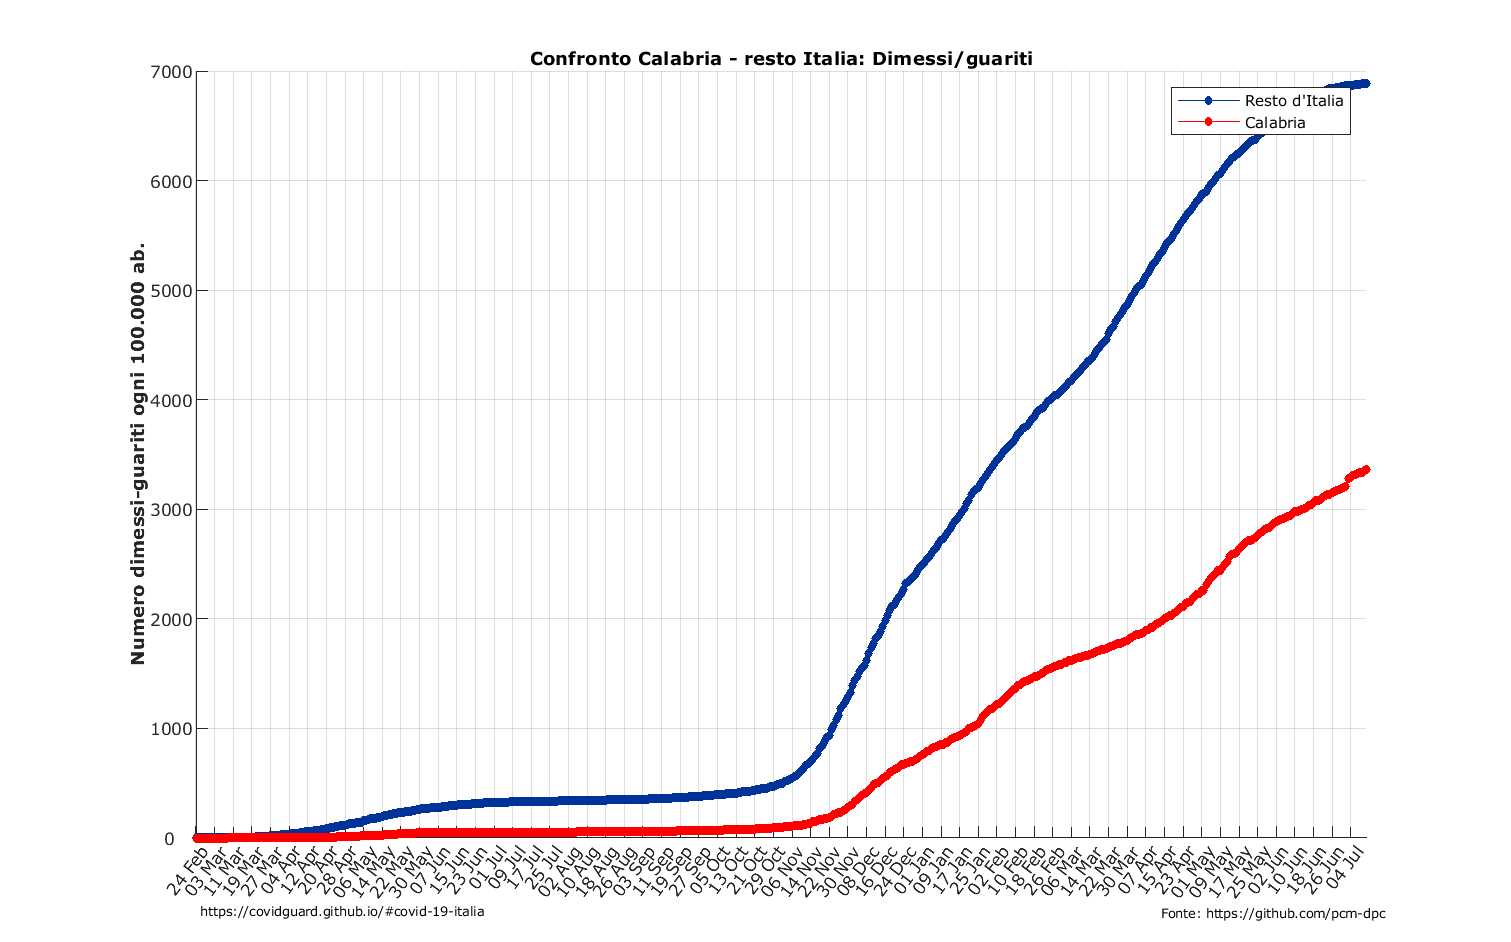 Confronto Calabria - resto Italia: Dimessi/guariti
Resto d'Italia
Calabria
Numero dimessi-guariti ogni 100.000 ab.
7000
6000
5000
4000
3000
2000
1000
0
24 Feb
03 Mar
11 Mar
19 Mar
27 Mar
04 Apr
12 Apr
20 Apr
28 Apr
06 May
14 May
22 May
30 May
07 Jun
15 Jun
23 Jun
01 Jul
09 Jul
17 Jul
25 Jul
02 Aug
10 Aug
18 Aug
26 Aug
03 Sep
11 Sep
19 Sep
27 Sep
05 Oct
13 Oct
21 Oct
29 Oct
06 Nov
14 Nov
22 Nov
30 Nov
08 Dec
16 Dec
24 Dec
01 Jan
09 Jan
17 Jan
25 Jan
02 Feb
10 Feb
18 Feb
26 Feb
06 Mar
14 Mar
22 Mar
30 Mar
07 Apr
15 Apr
23 Apr
01 May
09 May
17 May
25 May
02 Jun
10 Jun
18 Jun
26 Jun
04 Jul
https://covidguard.github.io/#covid-19-italia
Fonte: https://github.com/pcm-dpc